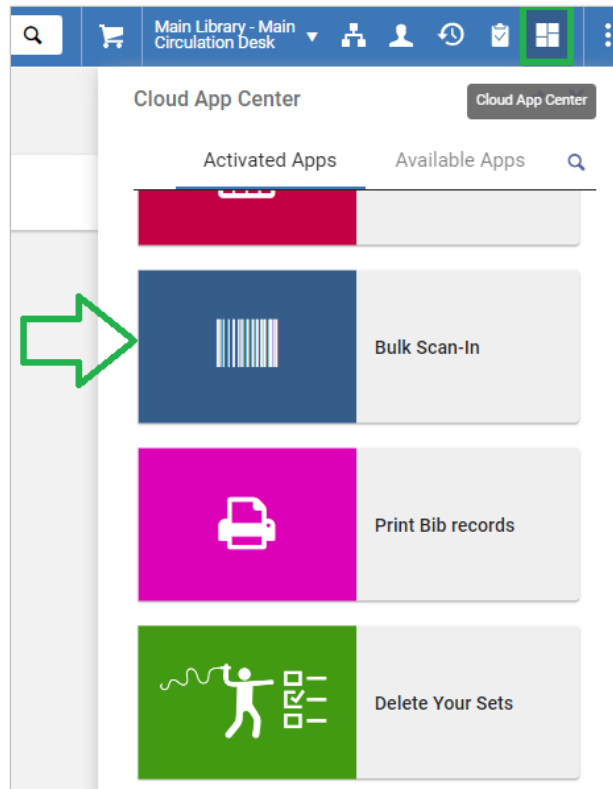 Main Library - Main
Circulation Desk
Cloud App Center
Cloud App Center
Activated Apps
Available Apps
Bulk Scan-In
Print Bib records
Delete Your Sets